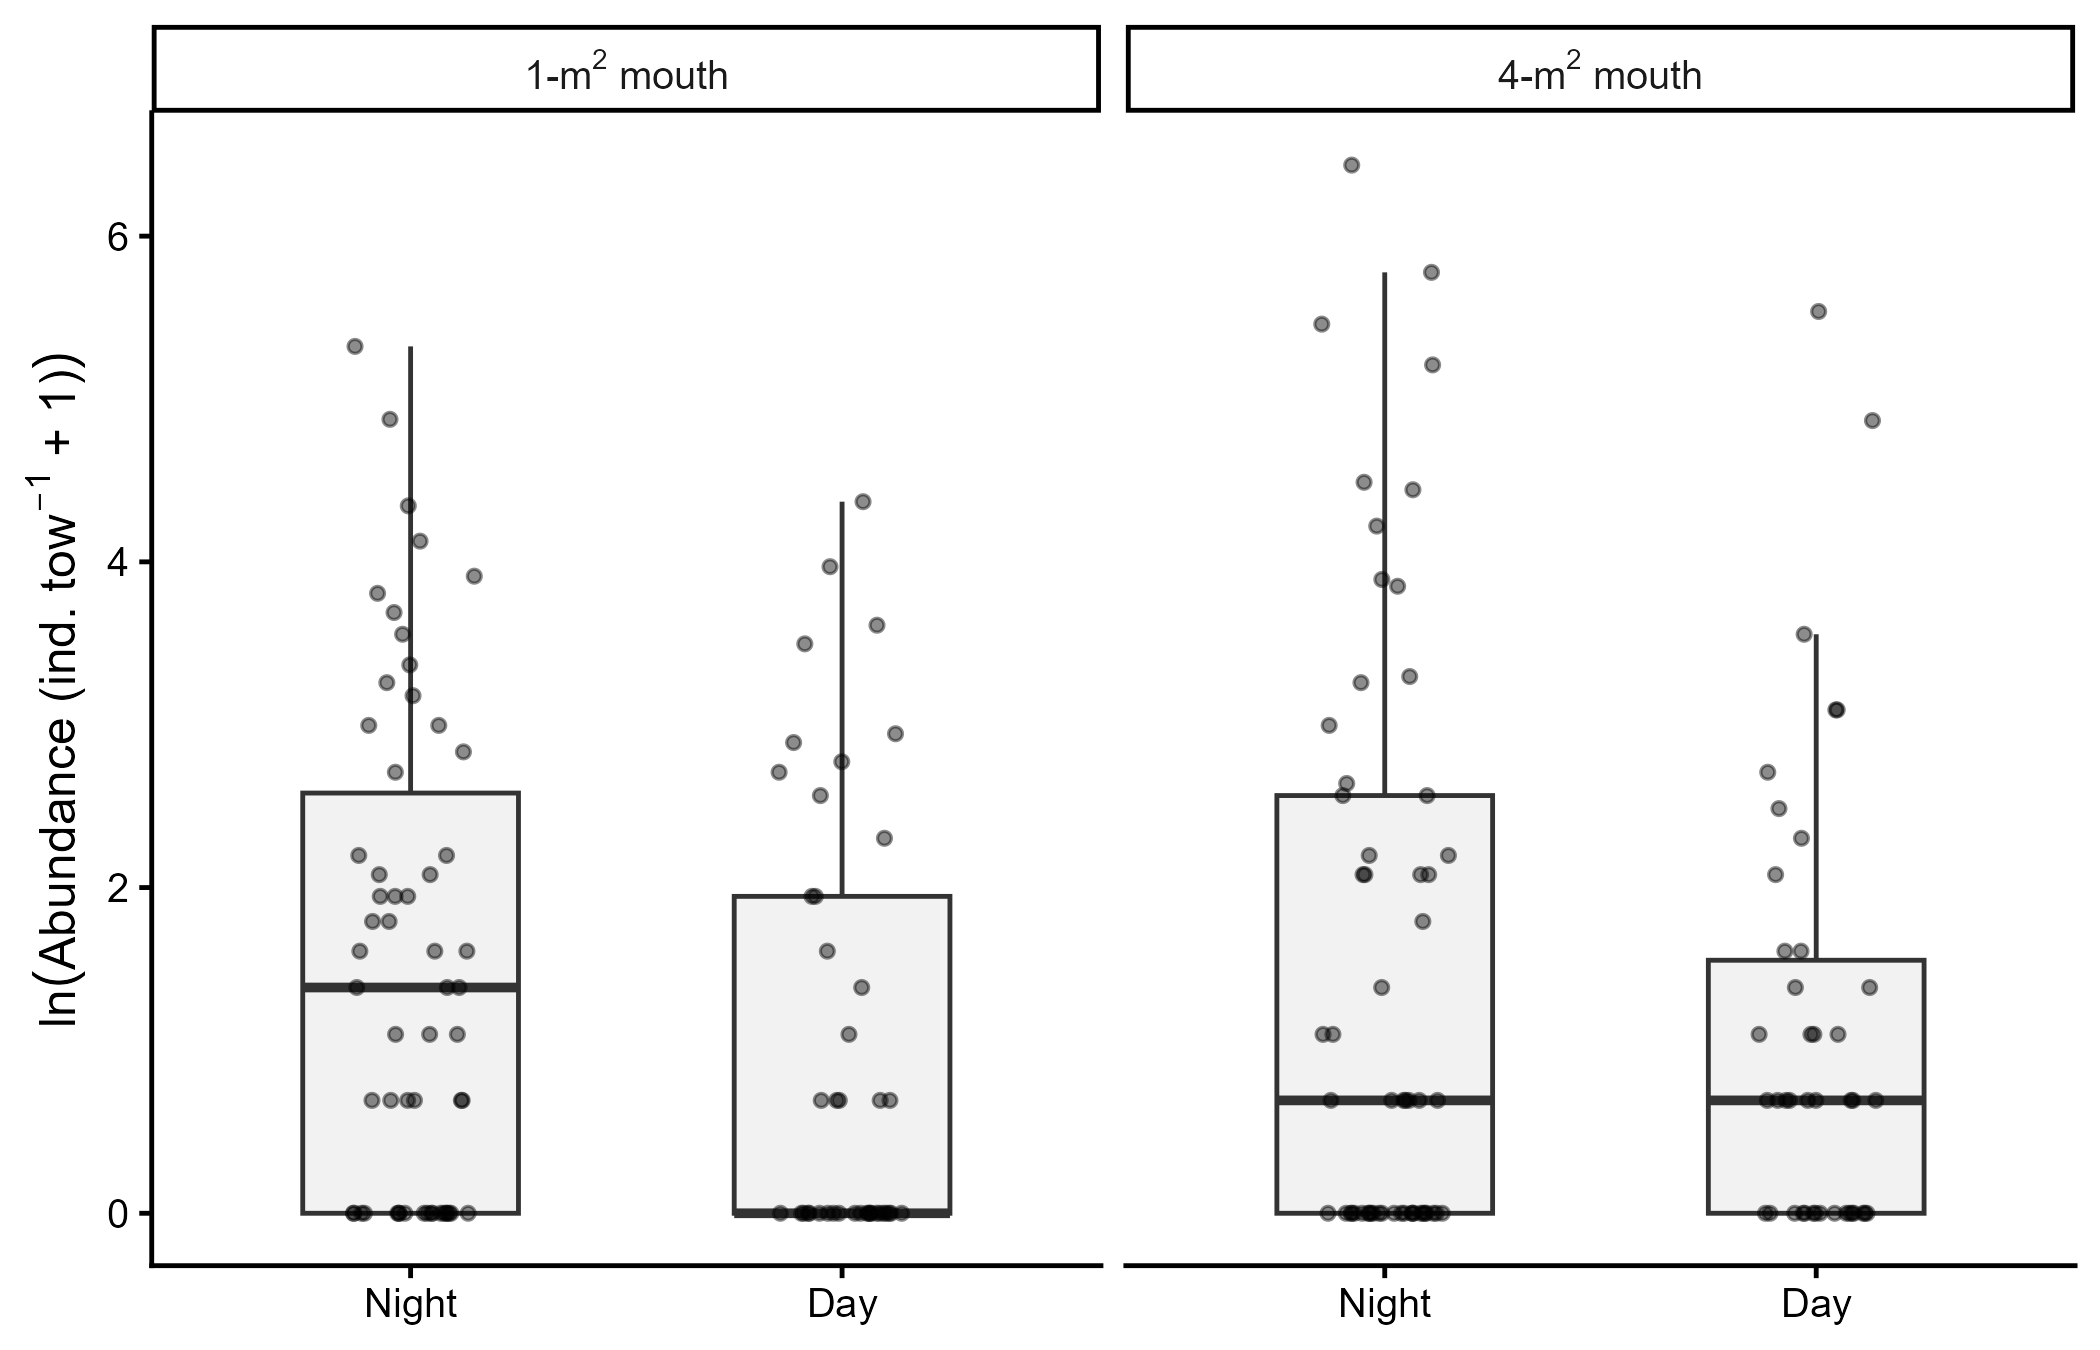 1-m² mouth
4-m² mouth
ln(Abundance (ind. tow⁻¹ + 1))
6
4
2
0
Night
Day
Night
Day